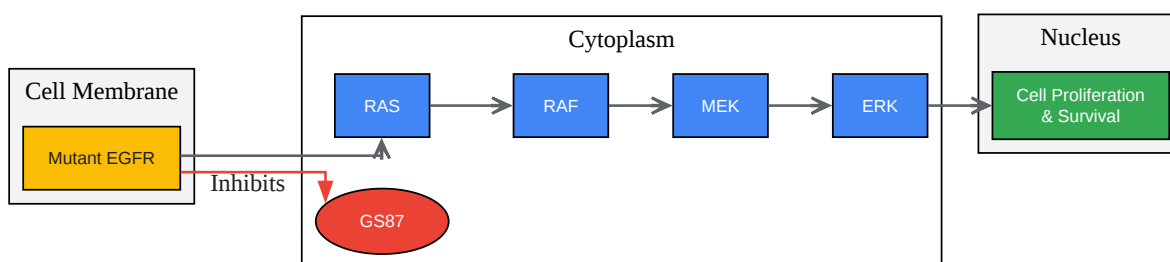 Cytoplasm
Nucleus
Cell Membrane
RAS
RAF
MEK
ERK
Cell Proliferation
& Survival
Mutant EGFR
Inhibits
GS87